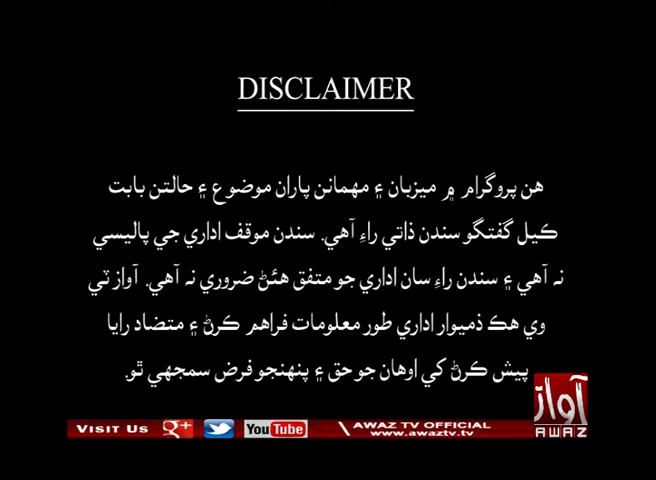 DISCLAIMER
هن پروگرام ۾ ميزبان ۽ مهمانن پاران موضوع ۽ حالتن بابت
ڪيل گفتگو سندن ذاتي راءِ آهي. سندن موقف اداري جي پاليسي
نہ آهي ۽ سندن راءِ سان اداري جو متفق هئڻ ضروري نہ آهي. آواز ٽي
وي هڪ ذميوار اداري طور معلومات فراهم ڪرڻ ۽ متضاد رايا
پيش ڪرڻ کي اوهان جو حق ۽ پنهنجو فرض سمجهي ٿو.
آواز
AWAZ
VISIT US g+ You Tube AWAZ TV OFFICIAL
www.awaztv.tv